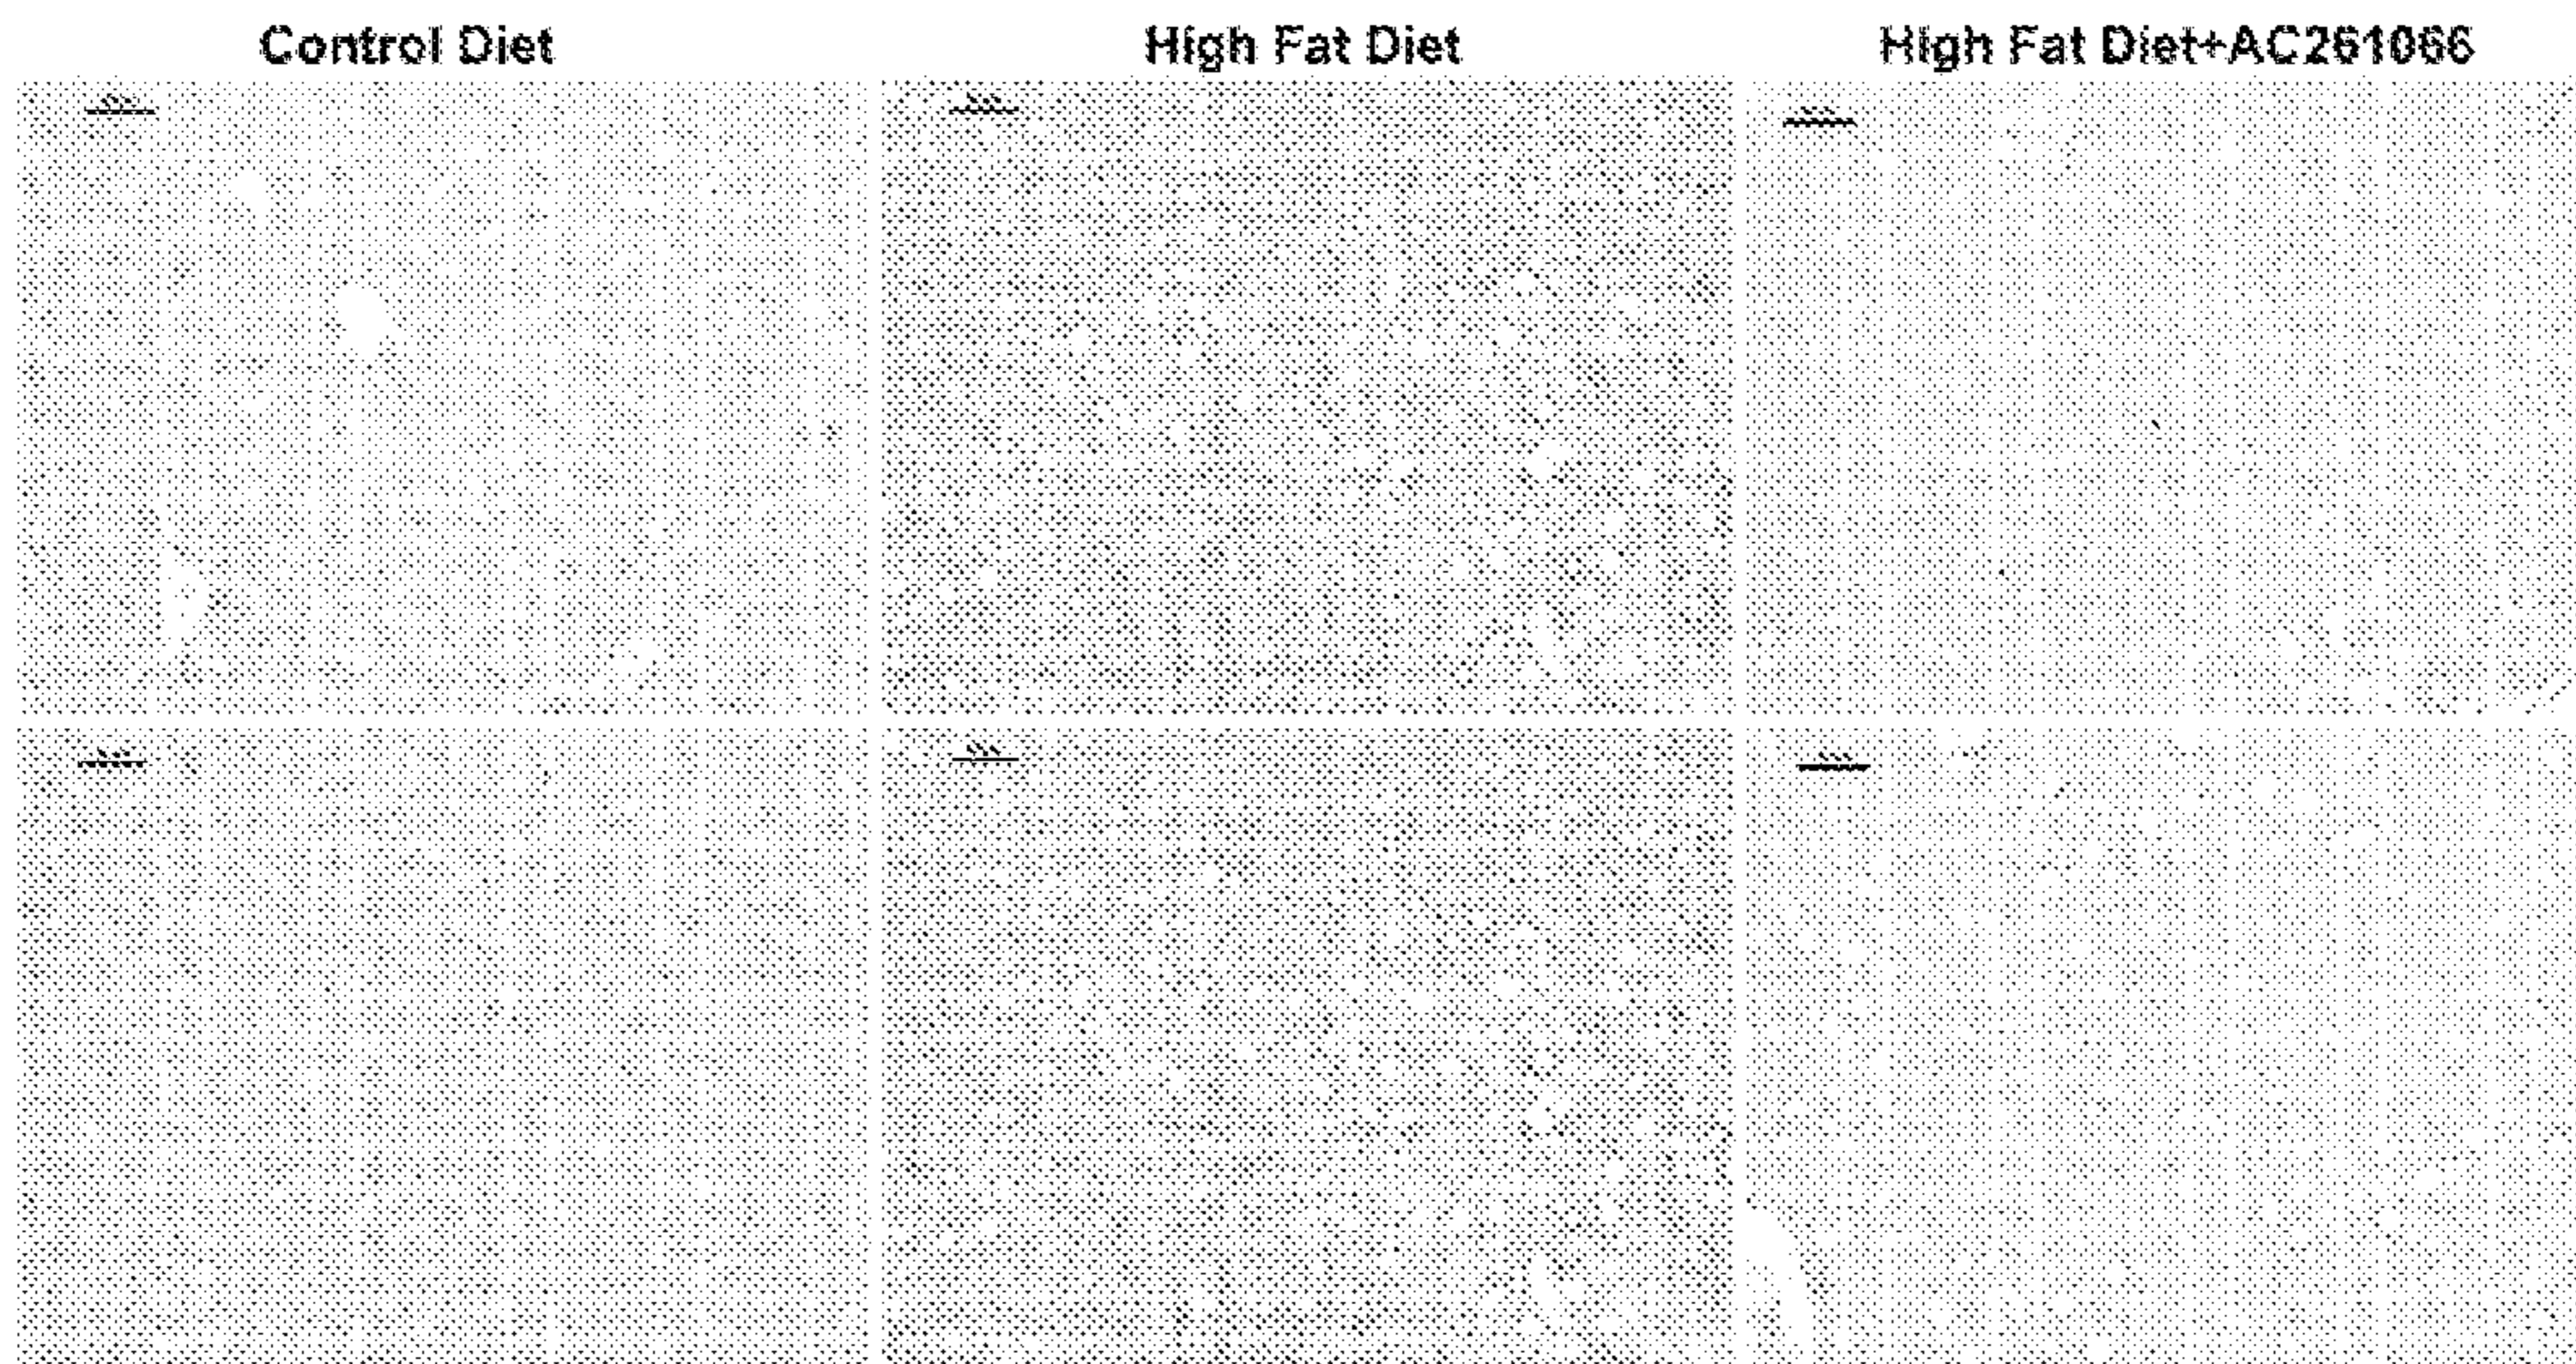 Control Diet
High Fat Diet
High Fat Diet+AC261066